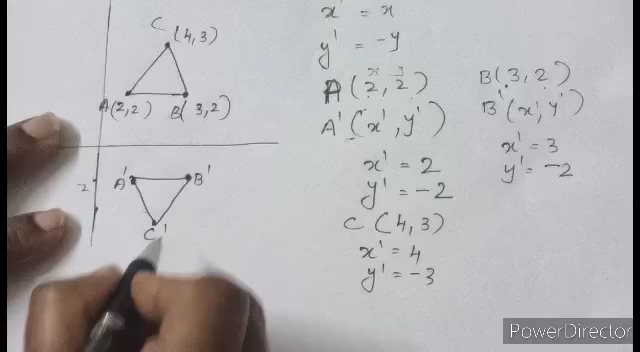 C
(4,3)
A(2,2) B(3,2)
-2
A' B'
C'
x' = x
y' = -y
x y
A(2,2)
A'(x',y')
x' = 2
y' = -2
C(4,3)
x' = 4
y' = -3
B(3,2)
B'(x',y')
x' = 3
y' = -2
PowerDirector